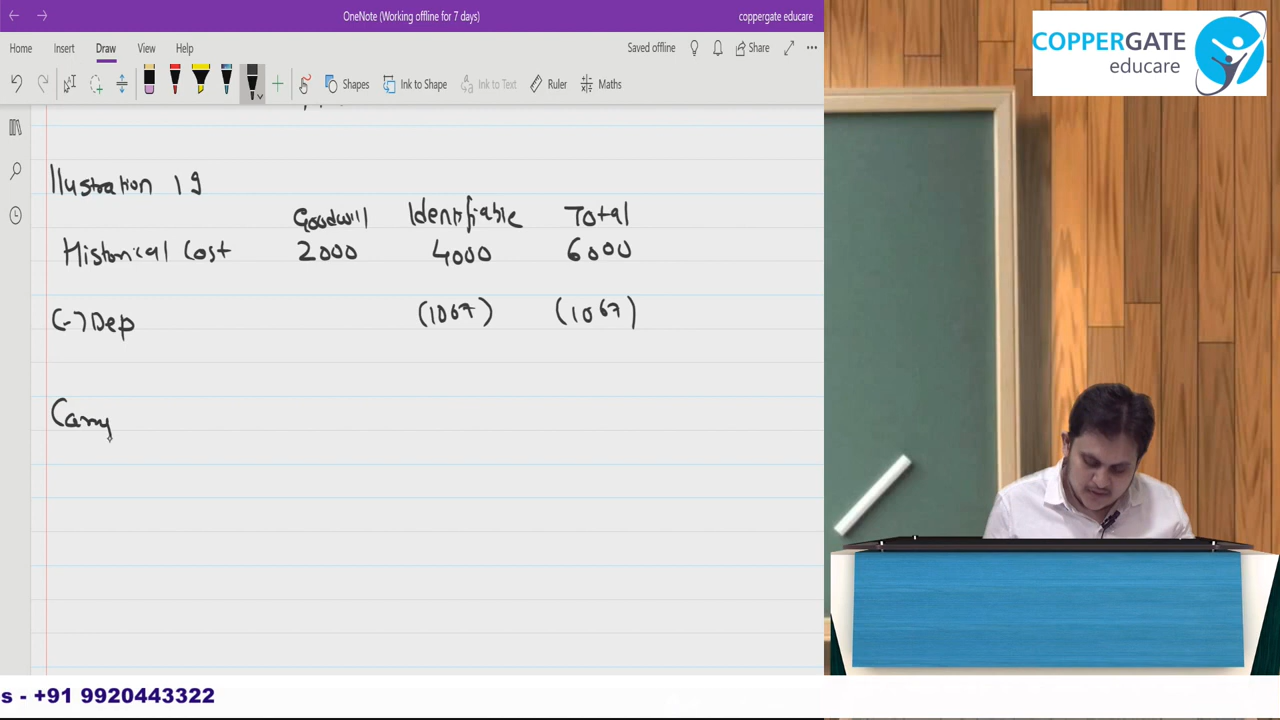 OneNote (Working offline for 7 days)
coppergate educare
Home Insert Draw View Help
Saved offline Share
Shapes Ink to Shape Ink to Text Ruler Maths
COPPERGATE
educare
Illustration 19
Goodwill Identifiable Total
Historical Cost 2000 4000 6000
(-) Dep (1067) (1067)
Carry
s - +91 9920443322